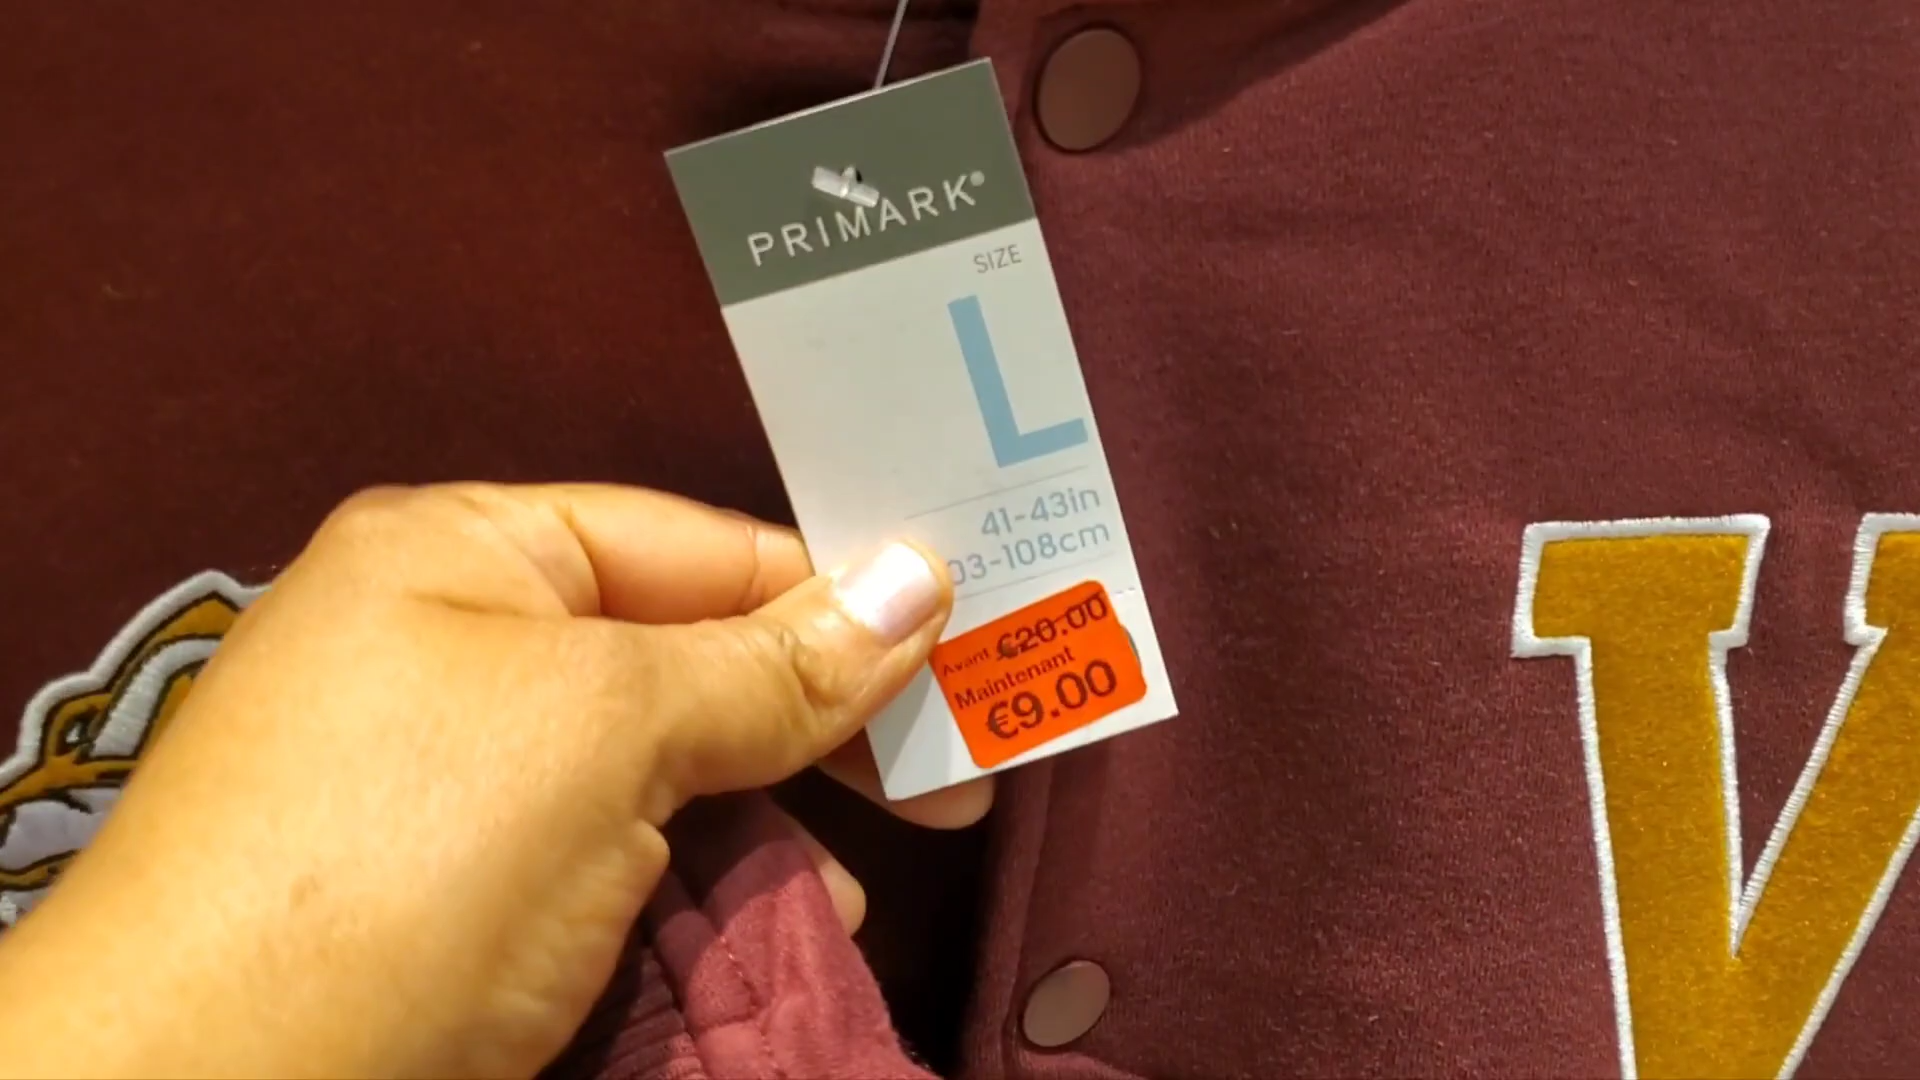 PRIMARK®
SIZE
L
41-43in
03-108cm
Avant €20.00
Maintenant
€9.00
V